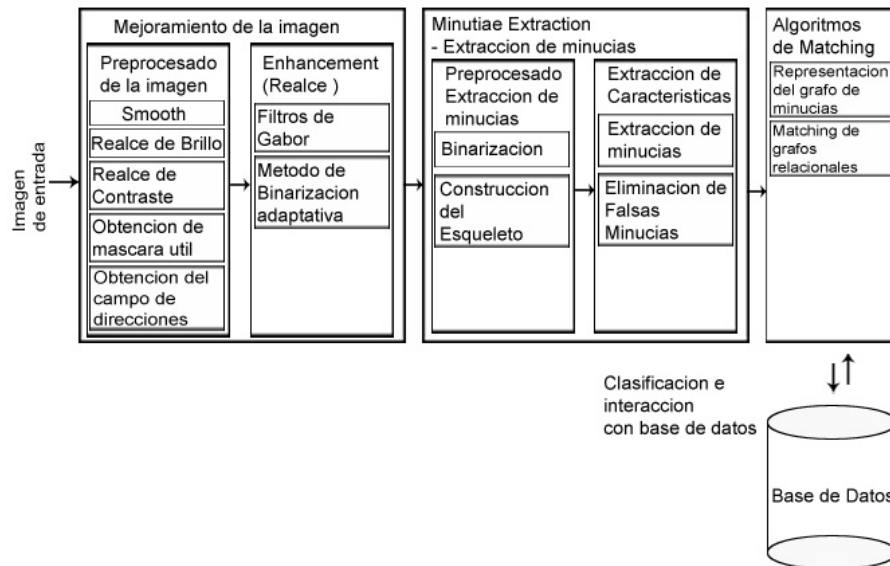 Imagen
de entrada
Mejoramiento de la imagen
Preprocesado
de la imagen
Smooth
Realce de Brillo
Realce de
Contraste
Obtencion de
mascara util
Obtencion del
campo de
direcciones
Enhancement
(Realce )
Filtros de
Gabor
Metodo de
Binarizacion
adaptativa
Minutiae Extraction
- Extraccion de minucias
Preprocesado
Extraccion de
minucias
Binarizacion
Construccion
del
Esqueleto
Extraccion de
Caracteristicas
Extraccion de
minucias
Eliminacion de
Falsas
Minucias
Algoritmos
de Matching
Representacion
del grafo de
minucias
Matching de
grafos
relacionales
Clasificacion e
interaccion
con base de datos
Base de Datos